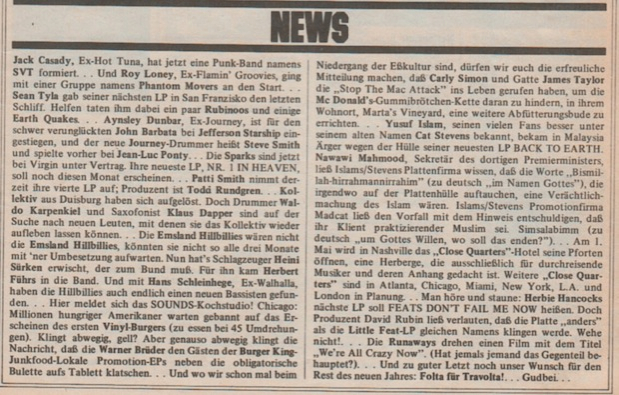 NEWS
Jack Casady, Ex-Hot Tuna, hat jetzt eine Punk-Band namens
SVT formiert. . . Und Roy Loney, Ex-Flamin' Groovies, ging
mit einer Gruppe namens Phantom Movers an den Start. . .
Sean Tyla gab seiner nächsten LP in San Franzisko den letzten
Schliff. Helfen taten ihm dabei ein paar Rubinoos und einige
Earth Quakes. . . Aynsley Dunbar, Ex-Journey, ist für den
schwer verunglückten John Barbata bei Jefferson Starship einge-
stiegen, und der neue Journey-Drummer heißt Steve Smith
und spielte vorher bei Jean-Luc Ponty. . . Die Sparks sind jetzt
bei Virgin unter Vertrag. Ihre neueste LP, NR. 1 IN HEAVEN,
soll noch diesen Monat erscheinen. . . Patti Smith nimmt der-
zeit ihre vierte LP auf; Produzent ist Todd Rundgren. . . Kol-
lektiv aus Duisburg haben sich aufgelöst. Doch Drummer Wal-
do Karpenkiel und Saxofonist Klaus Dapper sind auf der
Suche nach neuen Leuten, mit denen sie das Kollektiv wieder
aufleben lassen können. . . Die Emsland Hillbillies wären nicht
die Emsland Hillbillies, könnten sie nicht so alle drei Monate
mit 'ner Umbesetzung aufwarten. Nun hat's Schlagzeuger Heini
Sürken erwischt, der zum Bund muß. Für ihn kam Herbert
Führs in die Band. Und mit Hans Schleinhege, Ex-Walhalla,
haben die Hillbillies auch endlich einen neuen Bassisten gefun-
den. . . Hier meldet sich das SOUNDS-Kochstudio! Chicago:
Millionen hungriger Amerikaner warten gebannt auf das Er-
scheinen des ersten Vinyl-Burgers (zu essen bei 45 Umdrehun-
gen). Klingt abwegig, gell? Aber genauso abwegig klingt die
Nachricht, daß die Warner Brüder den Gästen der Burger King-
Junkfood-Lokale Promotion-EPs neben die obligatorische
Bulette aufs Tablett klatschen. . . Und wo wir schon mal beim
Niedergang der Eßkultur sind, dürfen wir euch die erfreuliche
Mitteilung machen, daß Carly Simon und Gatte James Taylor
die „Stop The Mac Attack" ins Leben gerufen haben, um die
Mc Donald's-Gummibrötchen-Kette daran zu hindern, in ihrem
Wohnort, Marta's Vineyard, eine weitere Abfütterungsbude zu
errichten. . . Yusuf Islam, seinen vielen Fans besser unter
seinem alten Namen Cat Stevens bekannt, bekam in Malaysia
Ärger wegen der Hülle seiner neuesten LP BACK TO EARTH.
Nawawi Mahmood, Sekretär des dortigen Premierministers,
ließ Islams/Stevens Plattenfirma wissen, daß die Worte „Bismil-
lah-hirrahmannirrahim" (zu deutsch „im Namen Gottes"), die
irgendwo auf der Plattenhülle auftauchen, eine Verächtlich-
machung des Islam wären. Islams/Stevens Promotionfirma
Madcat ließ den Vorfall mit dem Hinweis entschuldigen, daß
ihr Klient praktizierender Muslim sei. Simsalabimm (zu
deutsch „um Gottes Willen, wo soll das enden?"). . . Am 1.
Mai wird in Nashville das „Close Quarters"-Hotel seine Pforten
öffnen, eine Herberge, die ausschließlich für durchreisende
Musiker und deren Anhang gedacht ist. Weitere „Close Quar-
ters" sind in Atlanta, Chicago, Miami, New York, L.A. und
London in Planung. . . Man höre und staune: Herbie Hancocks
nächste LP soll FEATS DON'T FAIL ME NOW heißen. Doch
Produzent David Rubin ließ verlauten, daß die Platte „anders"
als die Little Feat-LP gleichen Namens klingen werde. Wehe
nicht!. . . Die Runaways drehen einen Film mit dem Titel
„We're All Crazy Now". (Hat jemals jemand das Gegenteil be-
hauptet?). . . Und zu guter Letzt noch unser Wunsch für den
Rest des neuen Jahres: Folta für Travolta!... Gudbei. . .